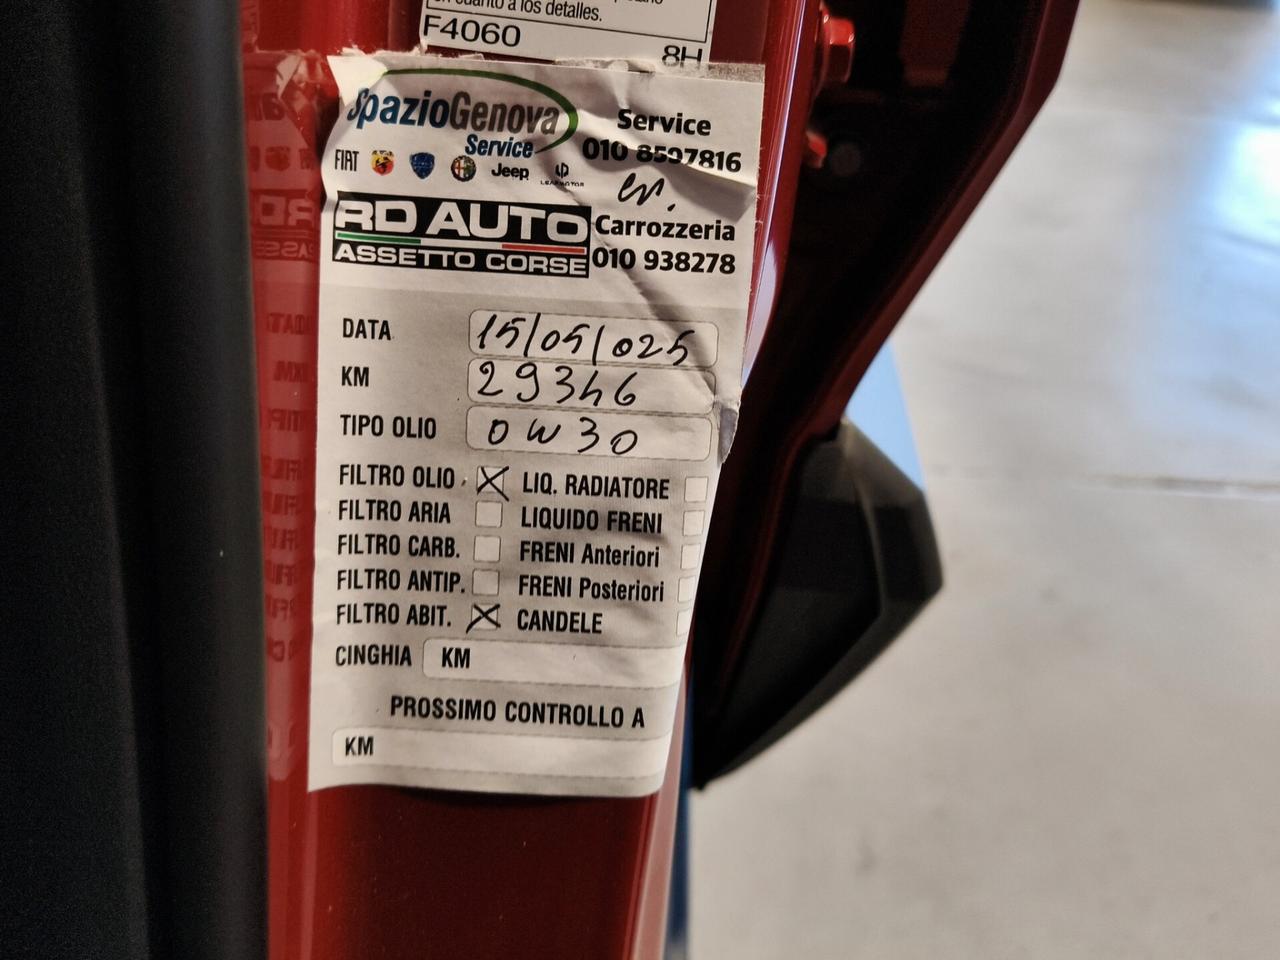 en cuanto a los detalles.
F4060 8H
SpazioGenova
Service
Service
010 8597816
FIAT Jeep
LEAPMOTOR
RD AUTO
ASSETTO CORSE
Carrozzeria
010 938278
DATA 15/05/025
KM 29346
TIPO OLIO 0W30
FILTRO OLIO X LIQ. RADIATORE
FILTRO ARIA LIQUIDO FRENI
FILTRO CARB. FRENI Anteriori
FILTRO ANTIP. FRENI Posteriori
FILTRO ABIT. X CANDELE
CINGHIA KM
PROSSIMO CONTROLLO A
KM